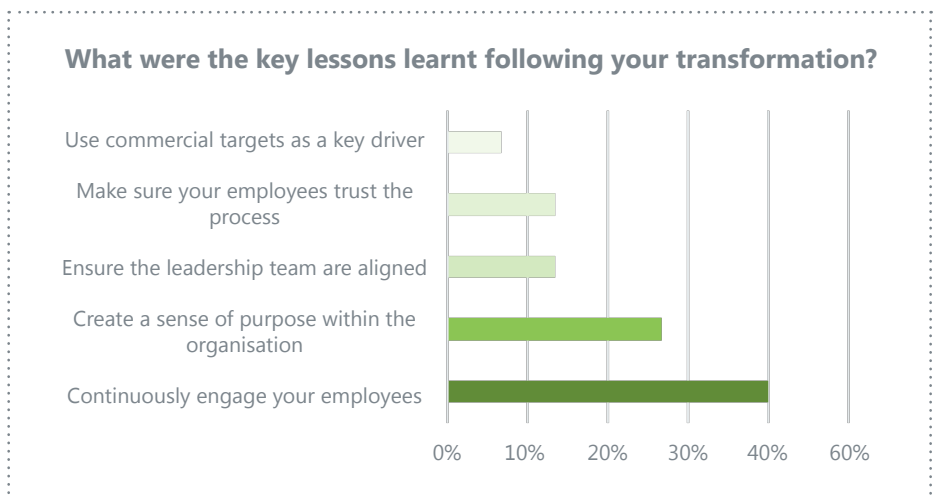 What were the key lessons learnt following your transformation?
Use commercial targets as a key driver
Make sure your employees trust the
process
Ensure the leadership team are aligned
Create a sense of purpose within the
organisation
Continuously engage your employees
0% 10% 20% 30% 40% 60%